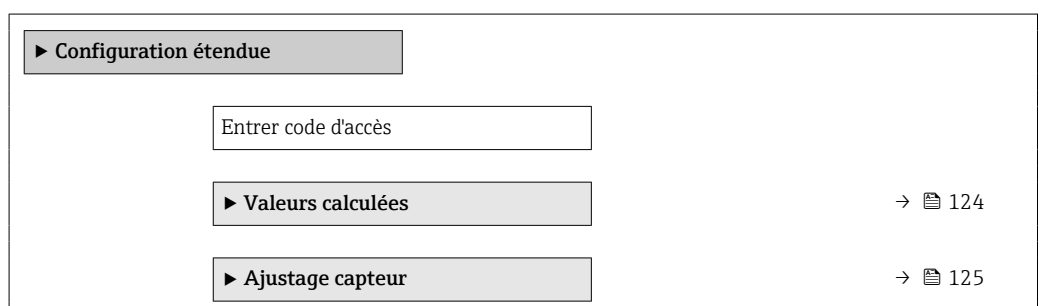 ▶ Configuration étendue
Entrer code d'accès
▶ Valeurs calculées → 124
▶ Ajustage capteur → 125